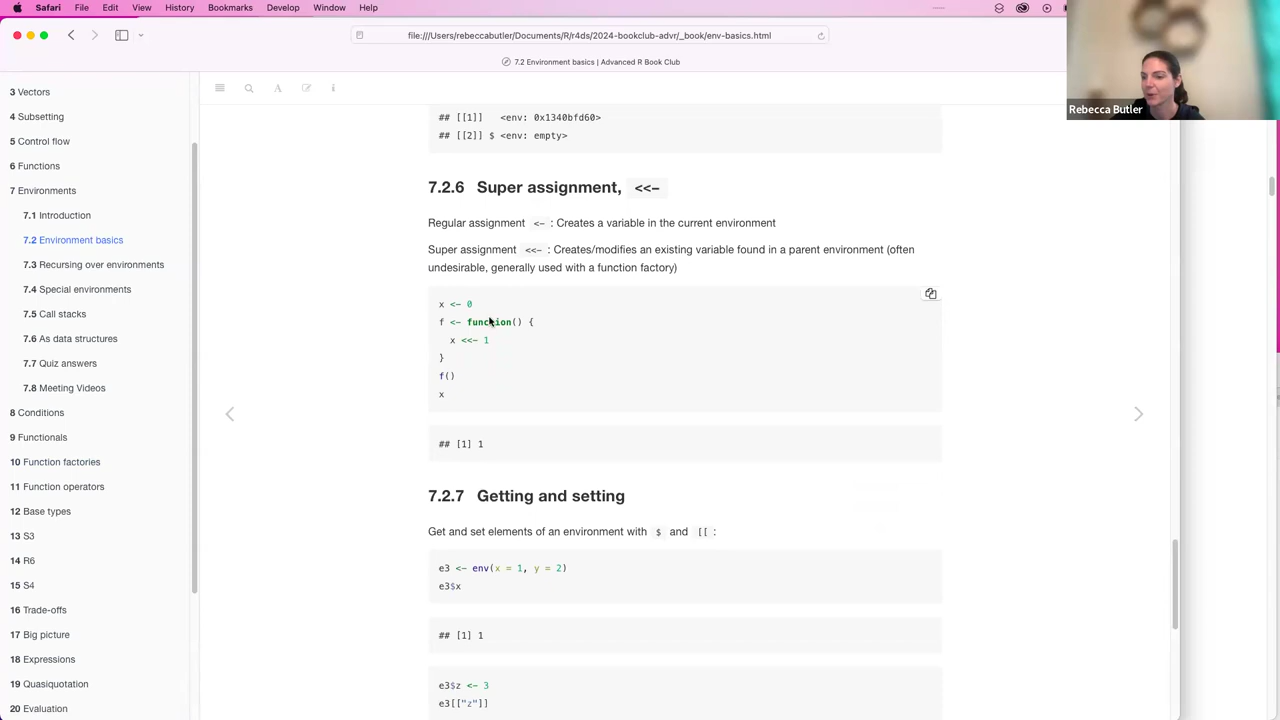 Safari File Edit View History Bookmarks Develop Window Help
file:///Users/rebeccabutler/Documents/R/r4ds/2024-bookclub-advr/_book/env-basics.html
7.2 Environment basics | Advanced R Book Club
Rebecca Butler
3 Vectors
4 Subsetting
5 Control flow
6 Functions
7 Environments
7.1 Introduction
7.2 Environment basics
7.3 Recursing over environments
7.4 Special environments
7.5 Call stacks
7.6 As data structures
7.7 Quiz answers
7.8 Meeting Videos
8 Conditions
9 Functionals
10 Function factories
11 Function operators
12 Base types
13 S3
14 R6
15 S4
16 Trade-offs
17 Big picture
18 Expressions
19 Quasiquotation
20 Evaluation
## [[1]]   <env: 0x1340bfd60>
## [[2]] $ <env: empty>
7.2.6 Super assignment, <<-
Regular assignment <- : Creates a variable in the current environment
Super assignment <<- : Creates/modifies an existing variable found in a parent environment (often
undesirable, generally used with a function factory)
x <- 0
f <- function() {
x <<- 1
}
f()
x
## [1] 1
7.2.7 Getting and setting
Get and set elements of an environment with $ and [[ :
e3 <- env(x = 1, y = 2)
e3$x
## [1] 1
e3$z <- 3
e3[["z"]]